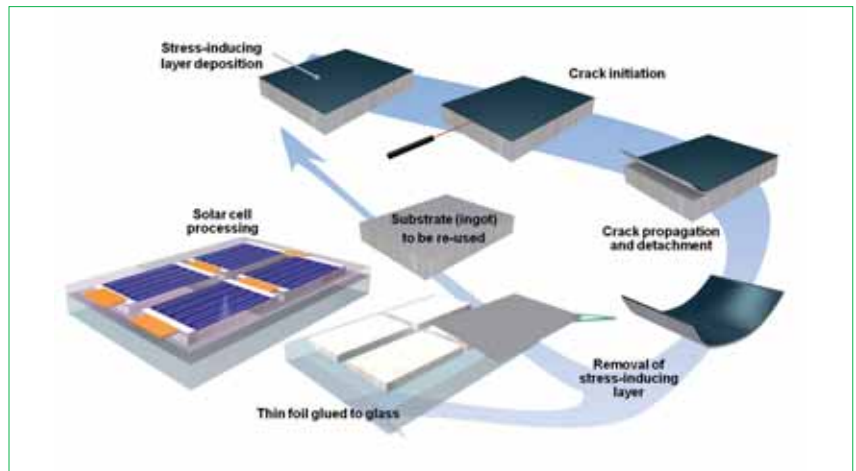 Stress-inducing
layer deposition
Crack initiation
Crack propagation
and detachment
Removal of
stress-inducing
layer
Substrate (ingot)
to be re-used
Thin foil glued to glass
Solar cell
processing